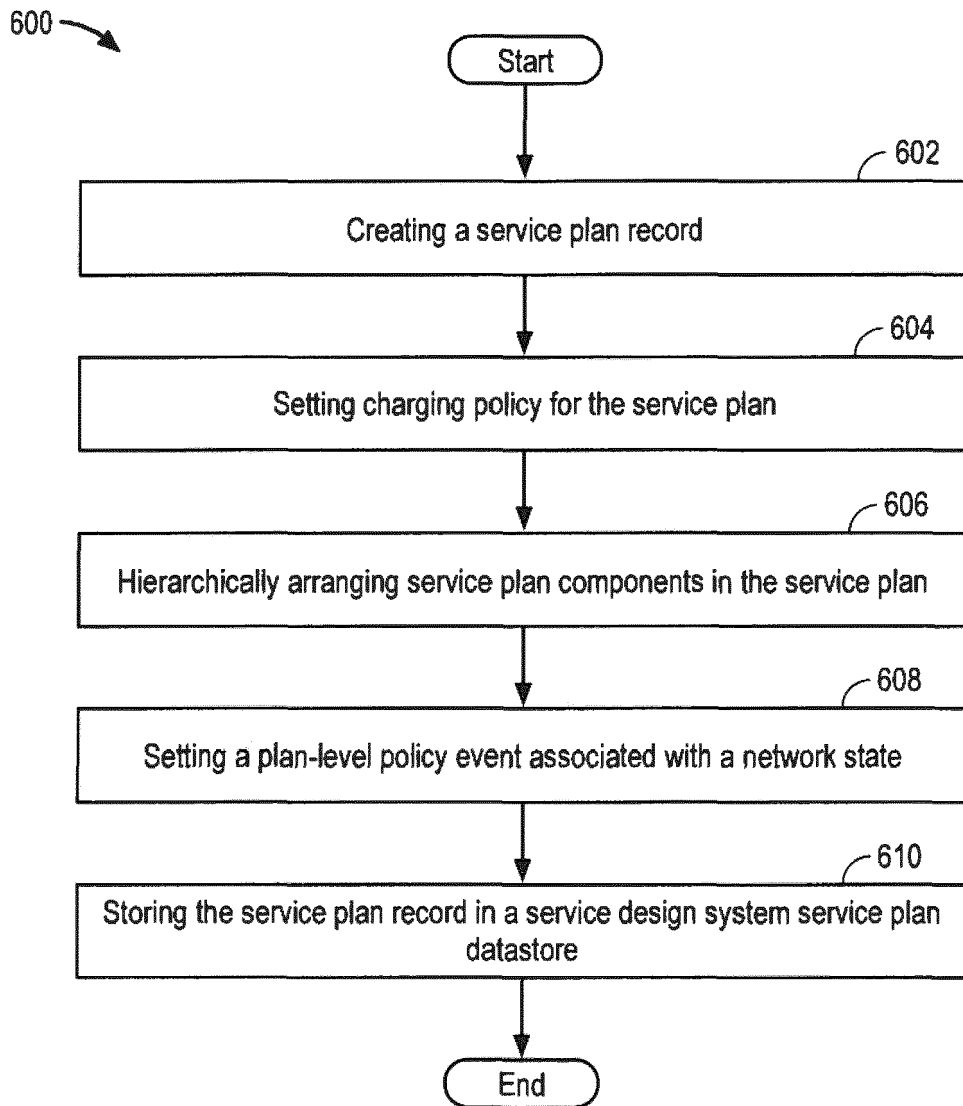 600
Start
602
Creating a service plan record
604
Setting charging policy for the service plan
606
Hierarchically arranging service plan components in the service plan
608
Setting a plan-level policy event associated with a network state
610
Storing the service plan record in a service design system service plan
datastore
End